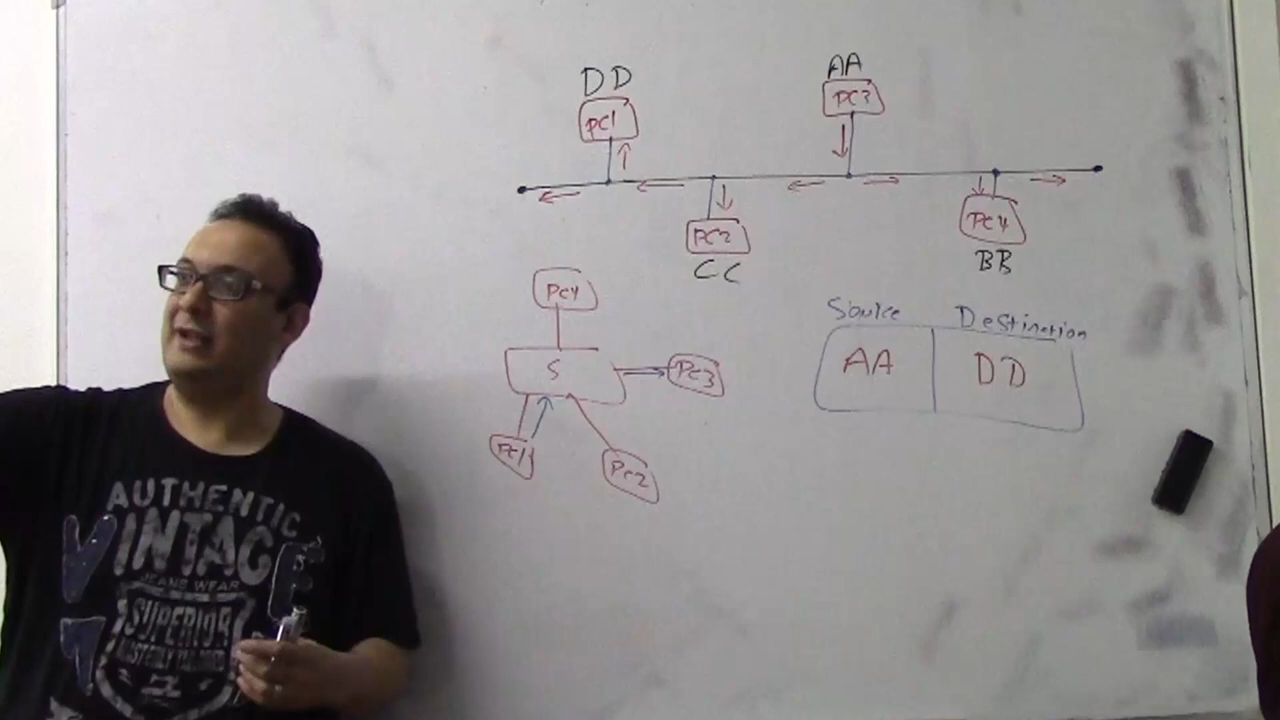 DD
AA
PC1
PC3
PC2
CC
PC4
BB
PC4
S
PC3
PC1
PC2
Source Destination
AA DD
AUTHENTIC
VINTAGE
JEANS WEAR
SUPERIOR